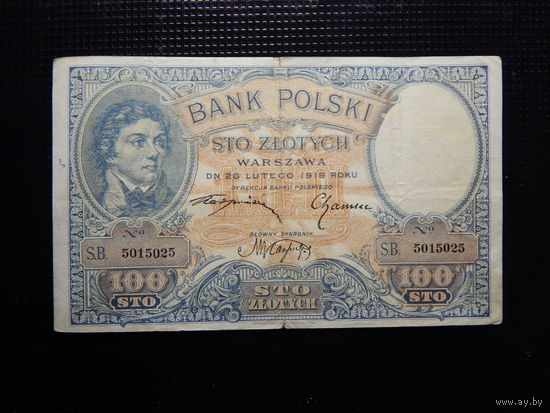 BANK POLSKI
STO ZŁOTYCH
WARSZAWA
DN 28 LUTEGO 1919 ROKU
DYREKCJA BANKU POLSKIEGO
GŁÓWNY SKARBNIK
No No
S.B. 5015025 S.B. 5015025
100 100
STO STO
STO
ZŁOTYCH
www.ay.by